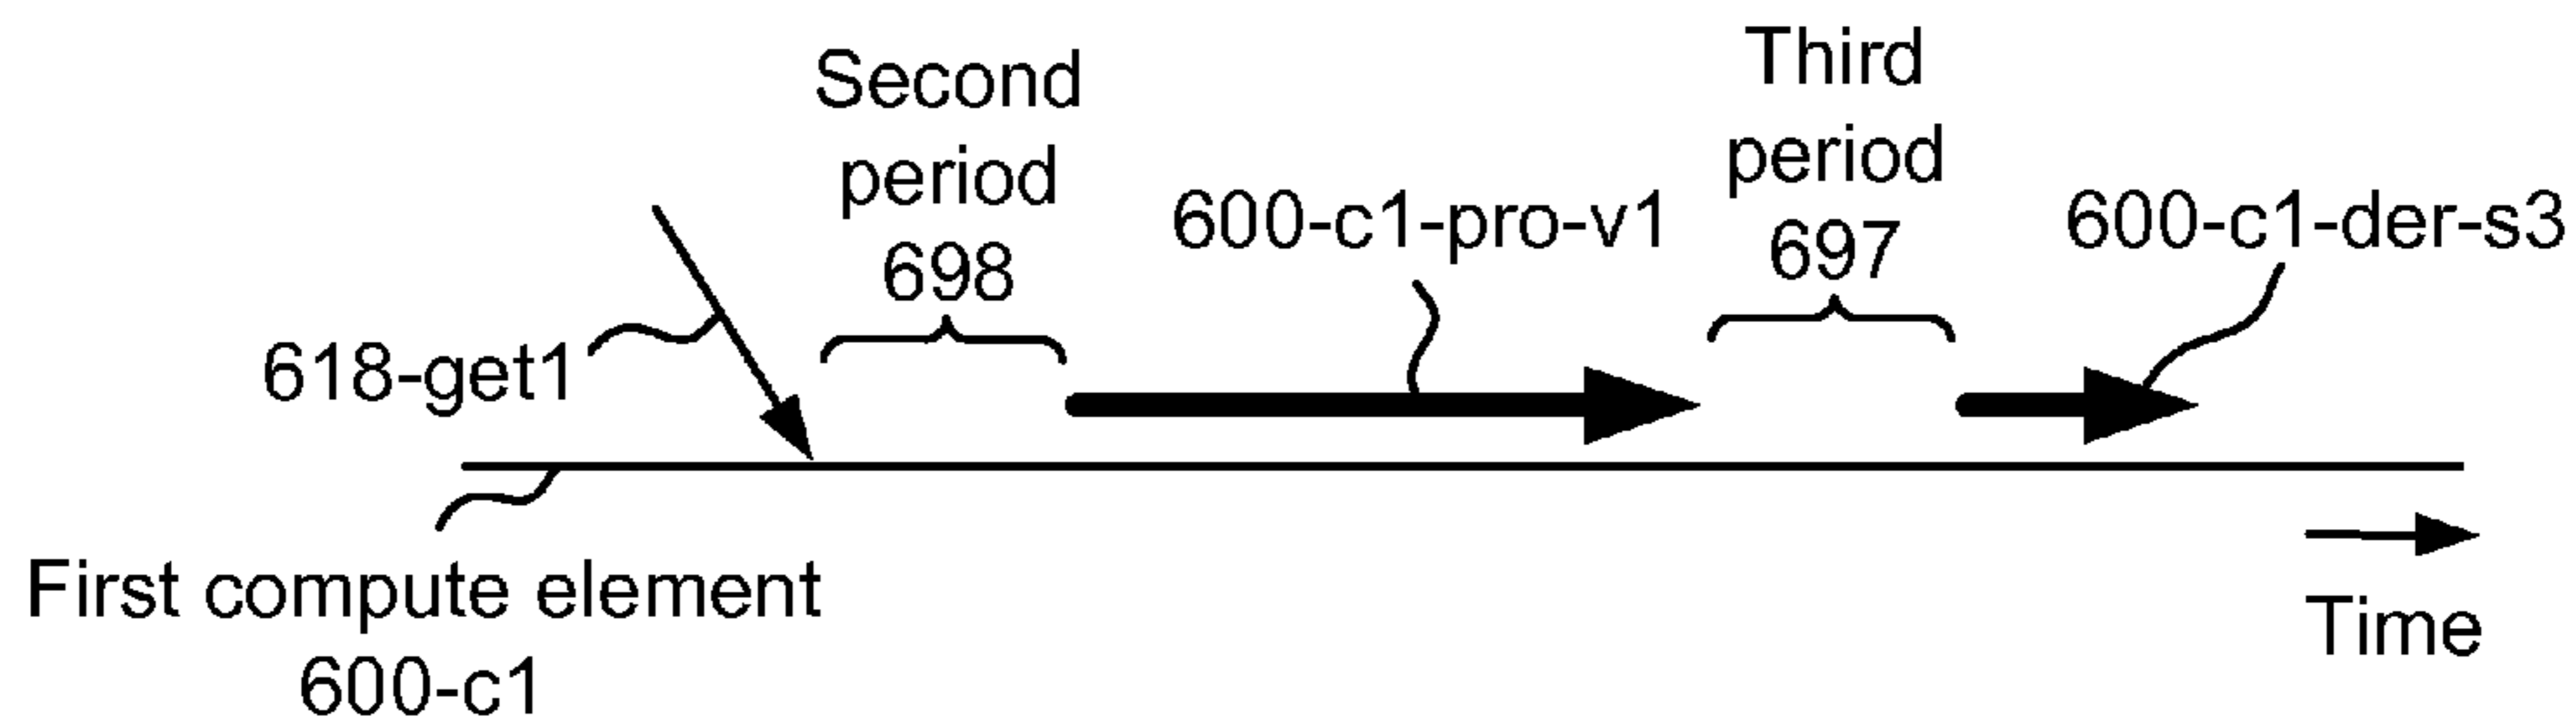 Second
period
698
Third
period
697
600-c1-pro-v1
600-c1-der-s3
618-get1
First compute element
600-c1
Time